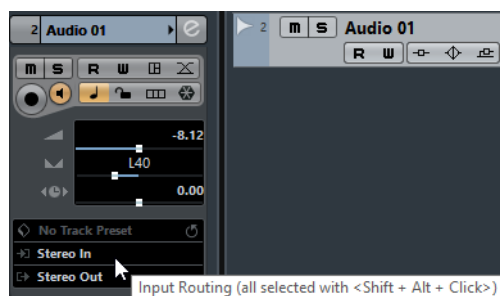 2 Audio 01
m S R W
-8.12
L40
0.00
No Track Preset
Stereo In
Stereo Out
Input Routing (all selected with <Shift + Alt + Click>)
2 m S Audio 01
R W